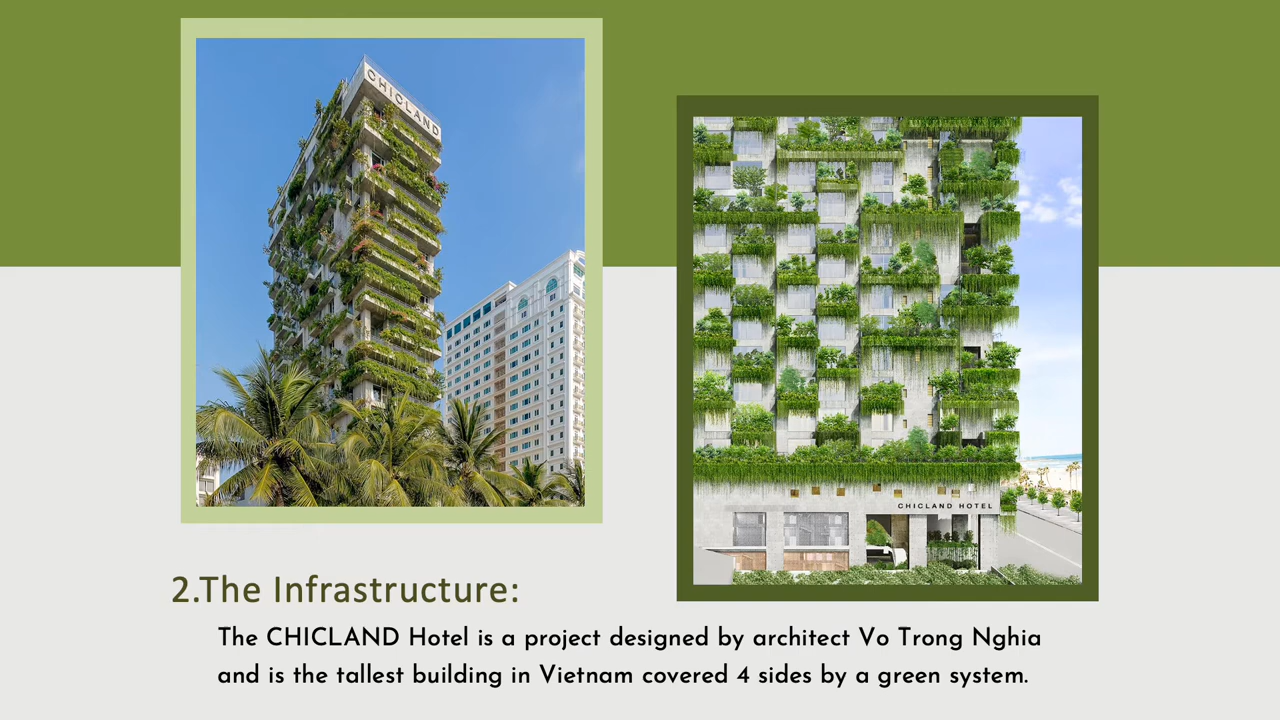 CHICLAND
CHICLAND HOTEL
2.The Infrastructure:
The CHICLAND Hotel is a project designed by architect Vo Trong Nghia
and is the tallest building in Vietnam covered 4 sides by a green system.